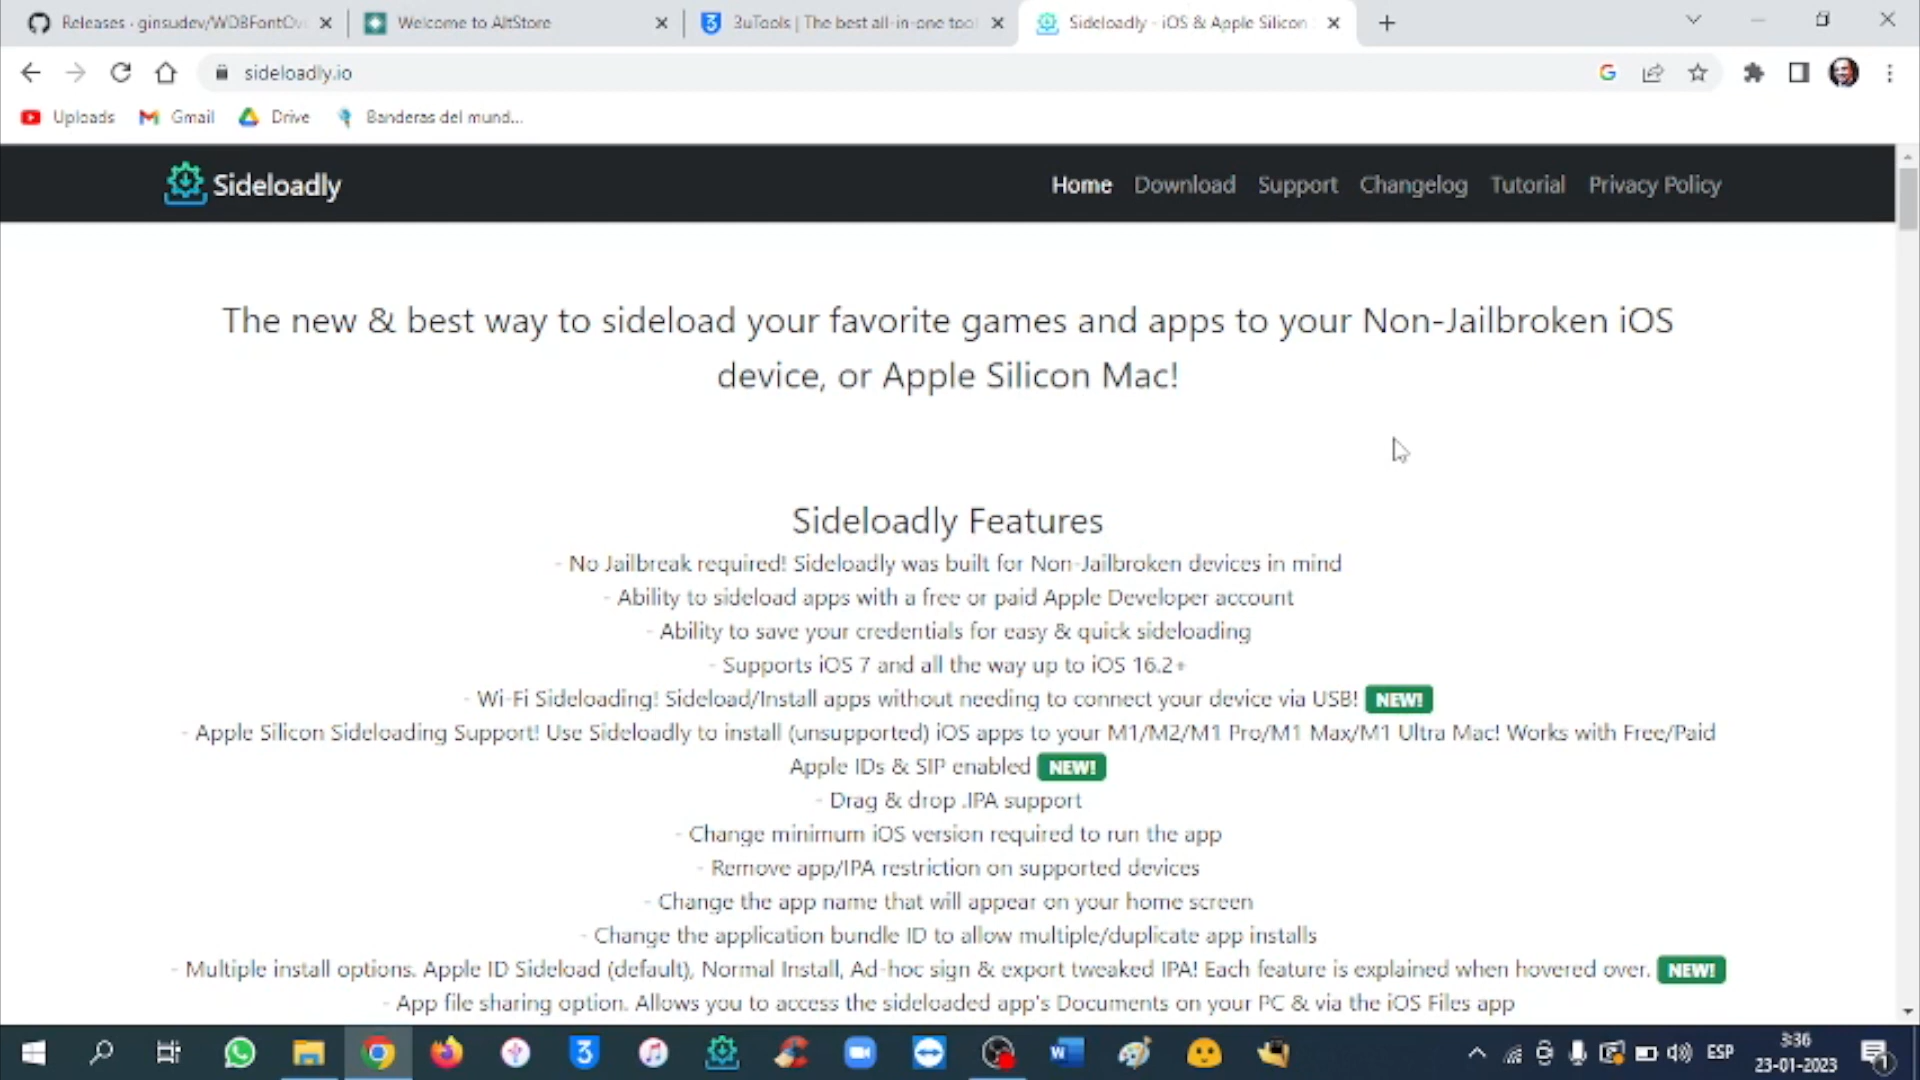 Releases · ginsudev/WDBFontOv
Welcome to AltStore
3uTools | The best all-in-one tool
Sideloadly - iOS & Apple Silicon
sideloadly.io
Uploads
Gmail
Drive
Banderas del mund...
Sideloadly
Home
Download
Support
Changelog
Tutorial
Privacy Policy
The new & best way to sideload your favorite games and apps to your Non-Jailbroken iOS
device, or Apple Silicon Mac!
Sideloadly Features
- No Jailbreak required! Sideloadly was built for Non-Jailbroken devices in mind
- Ability to sideload apps with a free or paid Apple Developer account
- Ability to save your credentials for easy & quick sideloading
- Supports iOS 7 and all the way up to iOS 16.2+
- Wi-Fi Sideloading! Sideload/Install apps without needing to connect your device via USB! NEW!
- Apple Silicon Sideloading Support! Use Sideloadly to install (unsupported) iOS apps to your M1/M2/M1 Pro/M1 Max/M1 Ultra Mac! Works with Free/Paid
Apple IDs & SIP enabled NEW!
- Drag & drop .IPA support
- Change minimum iOS version required to run the app
- Remove app/IPA restriction on supported devices
- Change the app name that will appear on your home screen
- Change the application bundle ID to allow multiple/duplicate app installs
- Multiple install options. Apple ID Sideload (default), Normal Install, Ad-hoc sign & export tweaked IPA! Each feature is explained when hovered over. NEW!
- App file sharing option. Allows you to access the sideloaded app's Documents on your PC & via the iOS Files app
ESP
3:36
23-01-2023
1